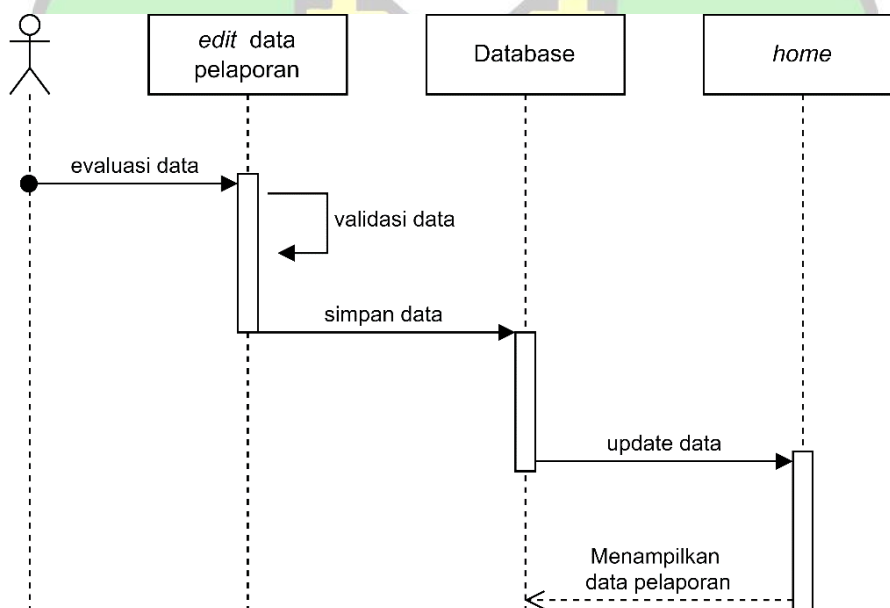 edit data
pelaporan
Database
home
evaluasi data
validasi data
simpan data
update data
Menampilkan
data pelaporan